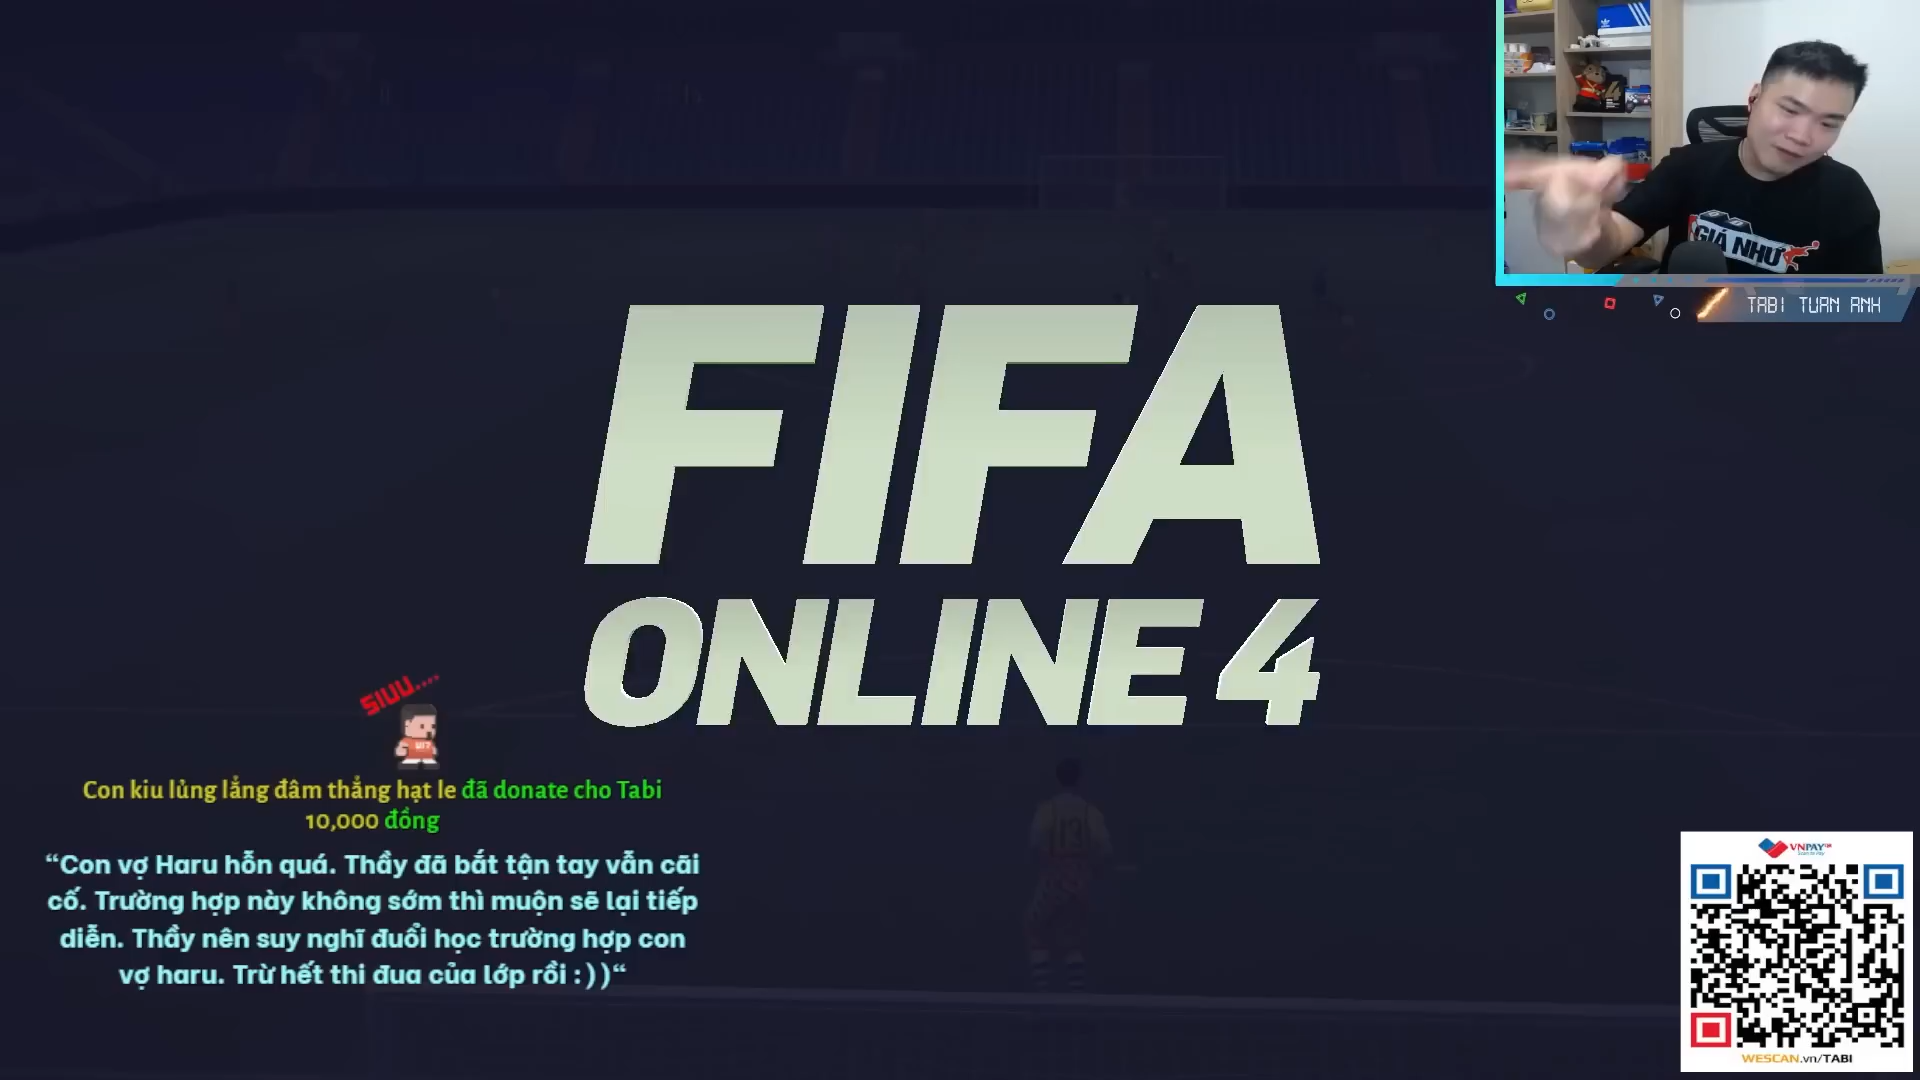 GIÁ NHƯ
TABI TUAN ANH
FIFA
ONLINE 4
SIUU....
Con kiu lủng lẳng đâm thẳng hạt le đã donate cho Tabi
10,000 đồng
“Con vợ Haru hỗn quá. Thầy đã bắt tận tay vẫn cãi
cố. Trường hợp này không sớm thì muộn sẽ lại tiếp
diễn. Thầy nên suy nghĩ đuổi học trường hợp con
vợ haru. Trừ hết thi đua của lớp rồi :))“
13
VNPAY
WESCAN.vn/TABI